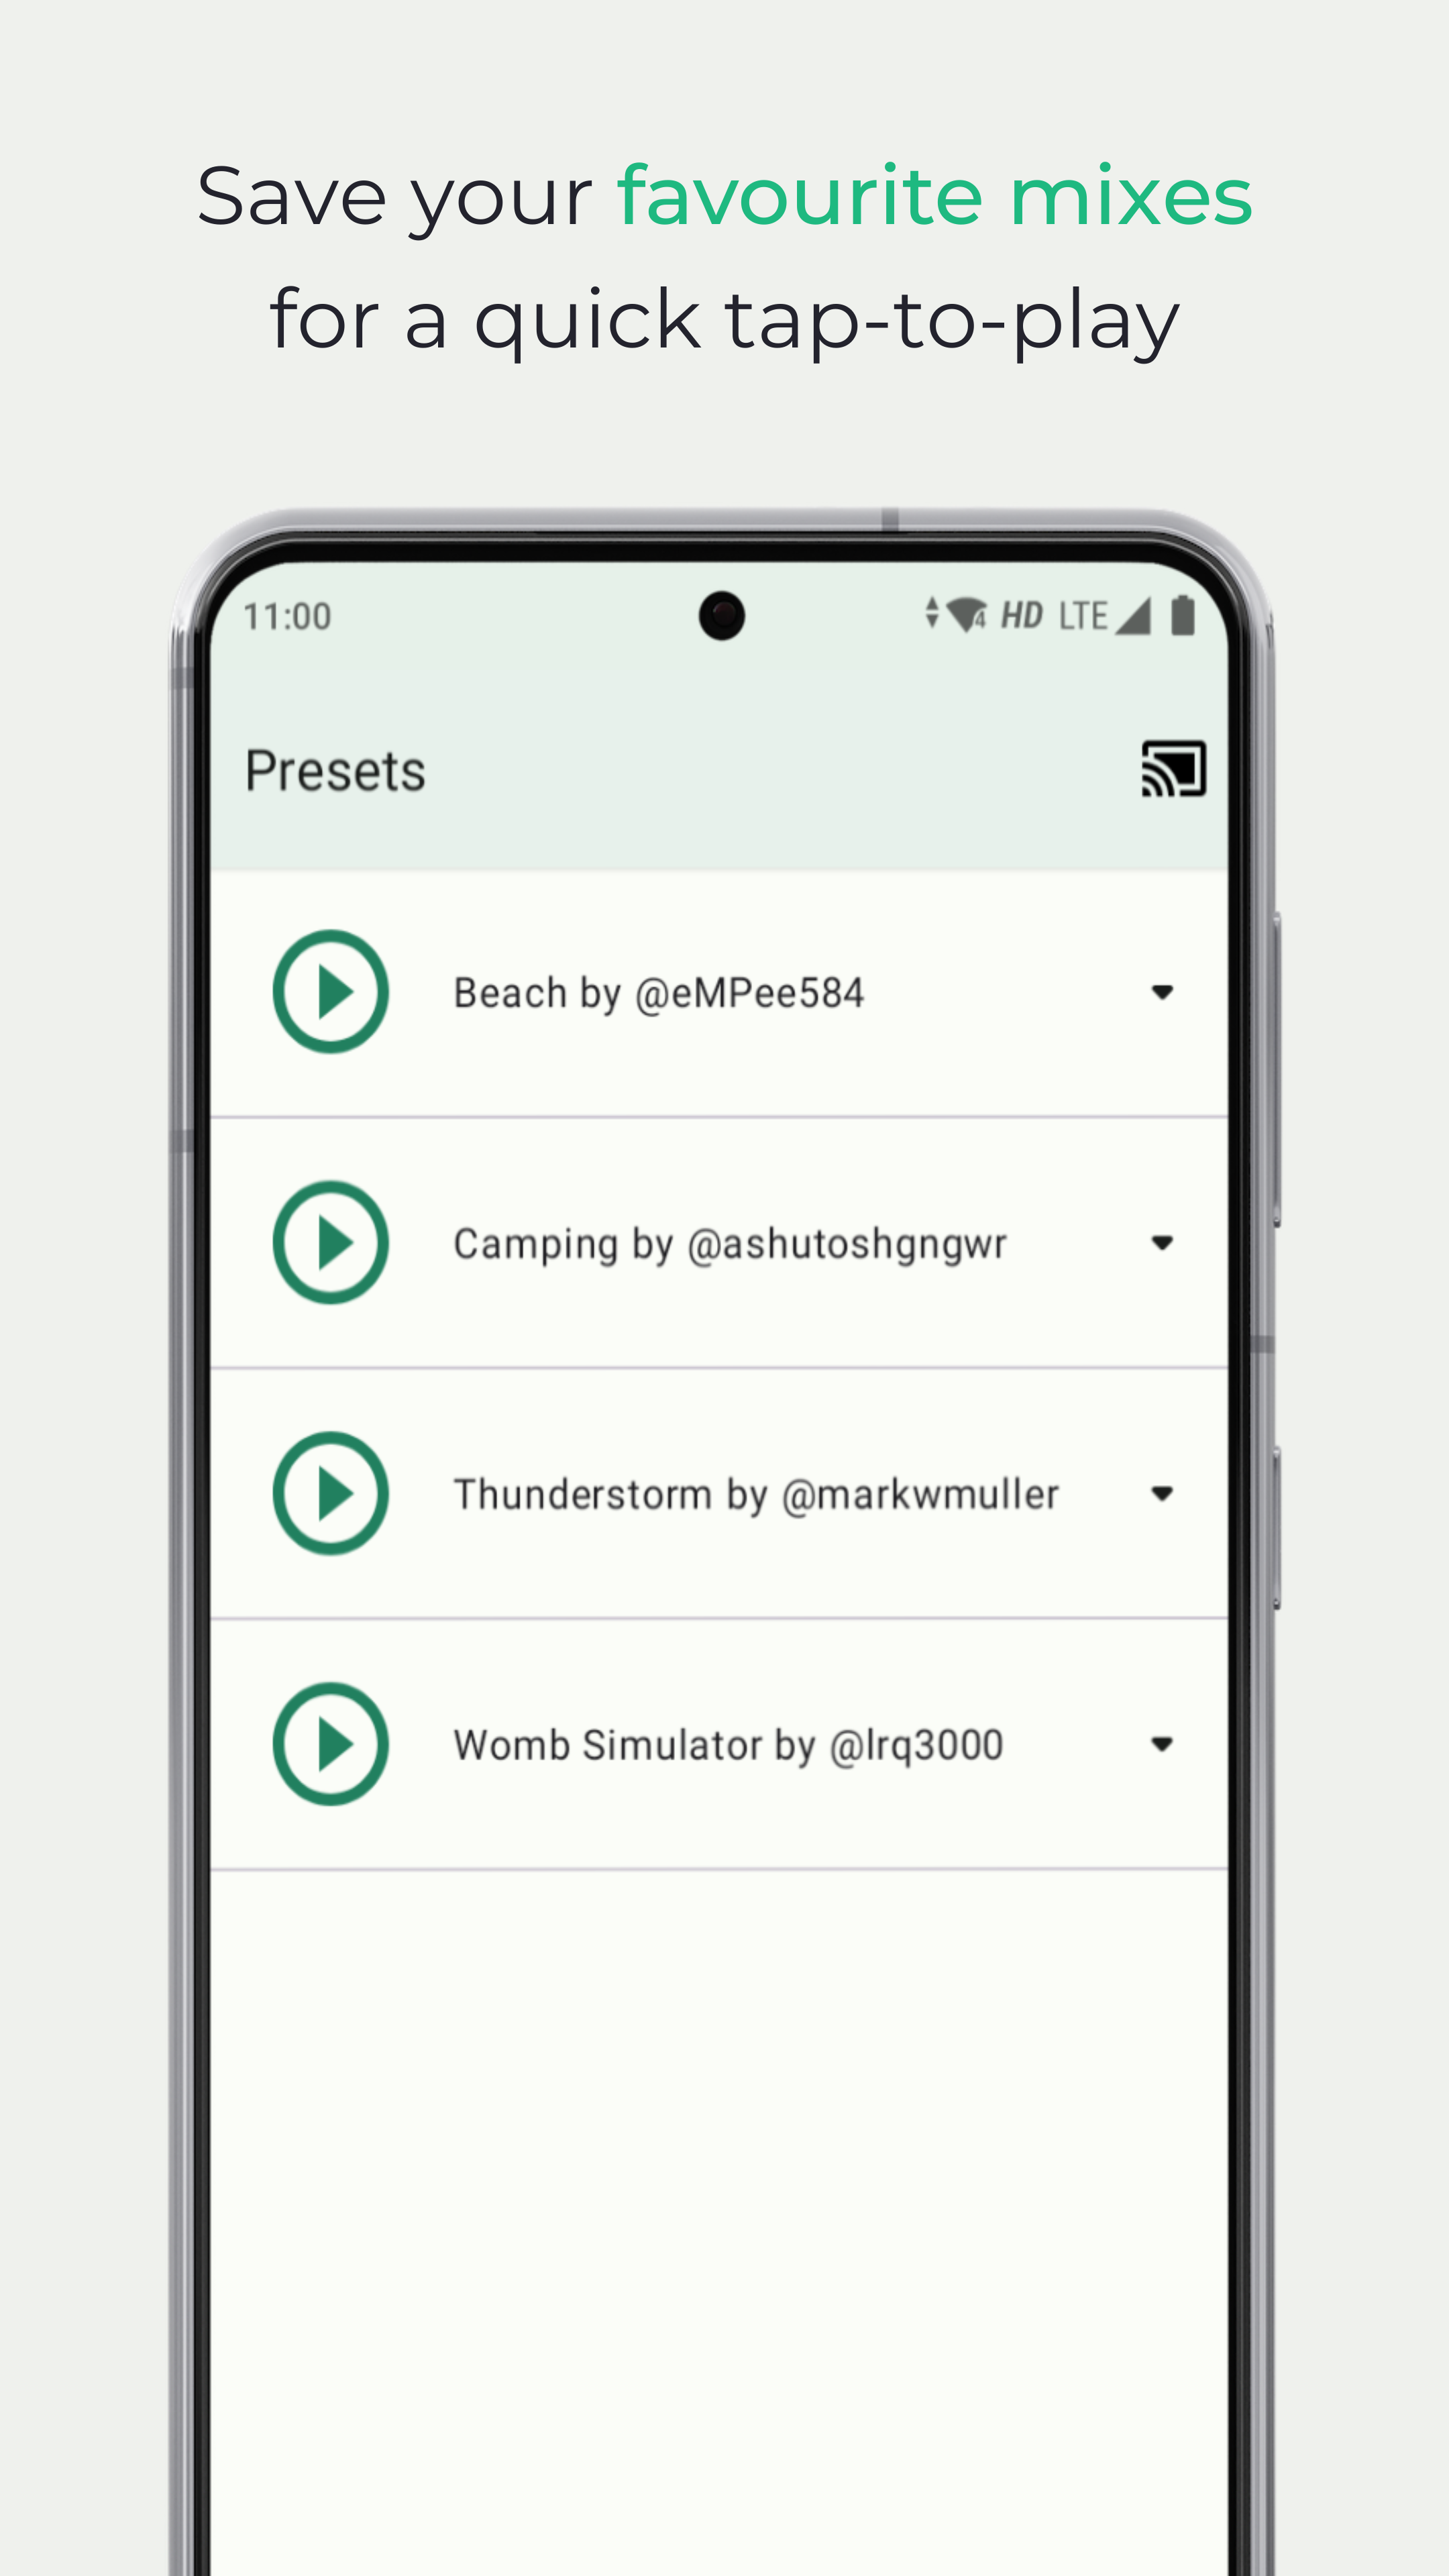 Save your favourite mixes
for a quick tap-to-play
11:00
4 HD LTE
Presets
Beach by @eMPee584
Camping by @ashutoshgngwr
Thunderstorm by @markwmuller
Womb Simulator by @lrq3000